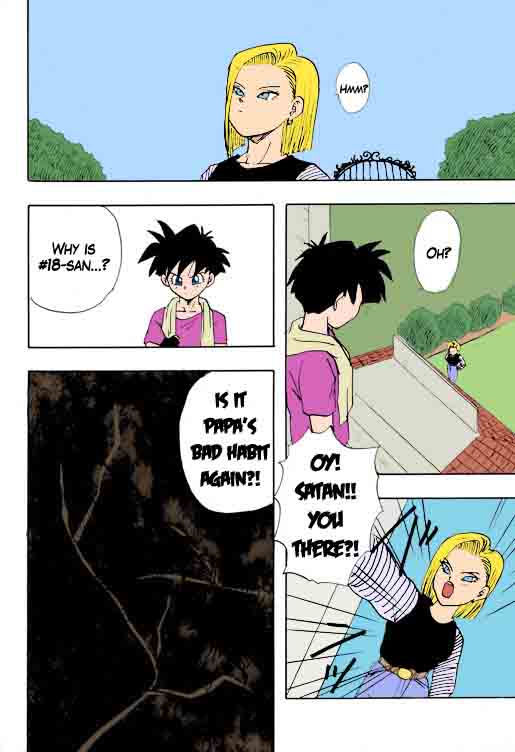 HMM?
OH?
OY!
SATAN!!
YOU
THERE?!
WHY IS
#18-SAN...?
IS IT
PAPA'S
BAD HABIT
AGAIN?!